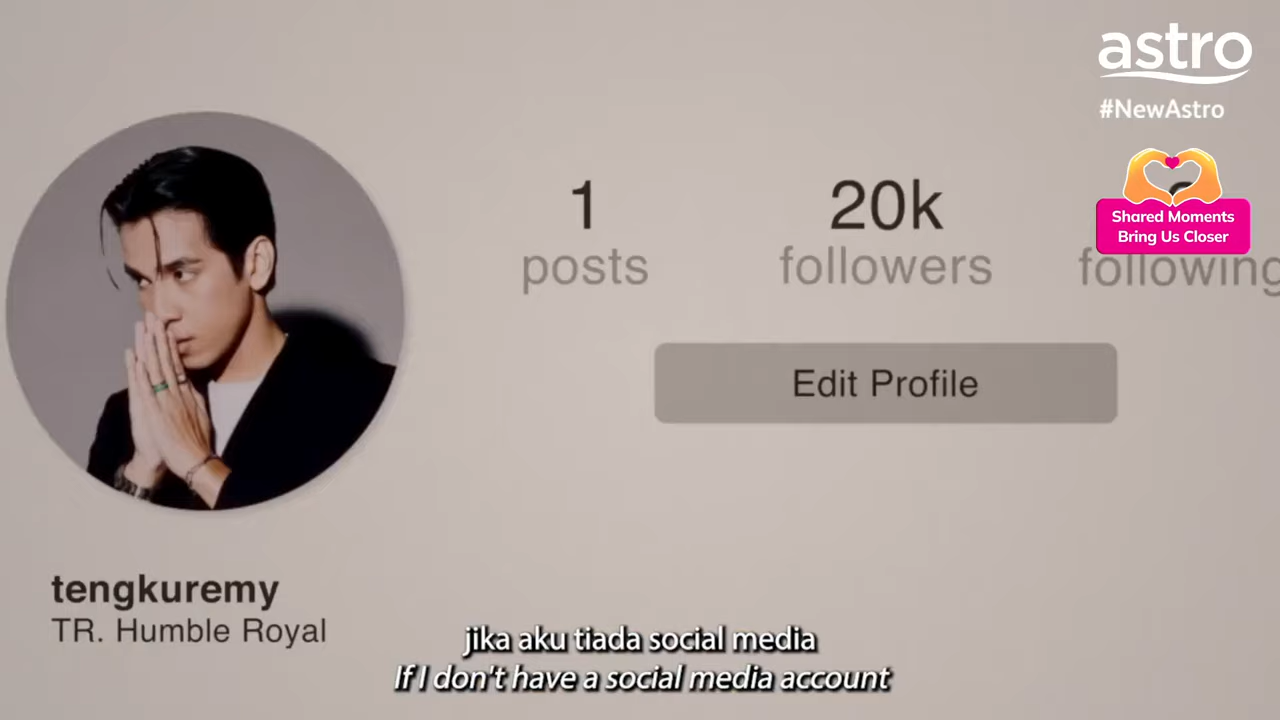 astro
#NewAstro
Shared Moments
Bring Us Closer
1
20k
posts
followers
following
Edit Profile
tengkuremy
TR. Humble Royal
jika aku tiada social media
If I don't have a social media account